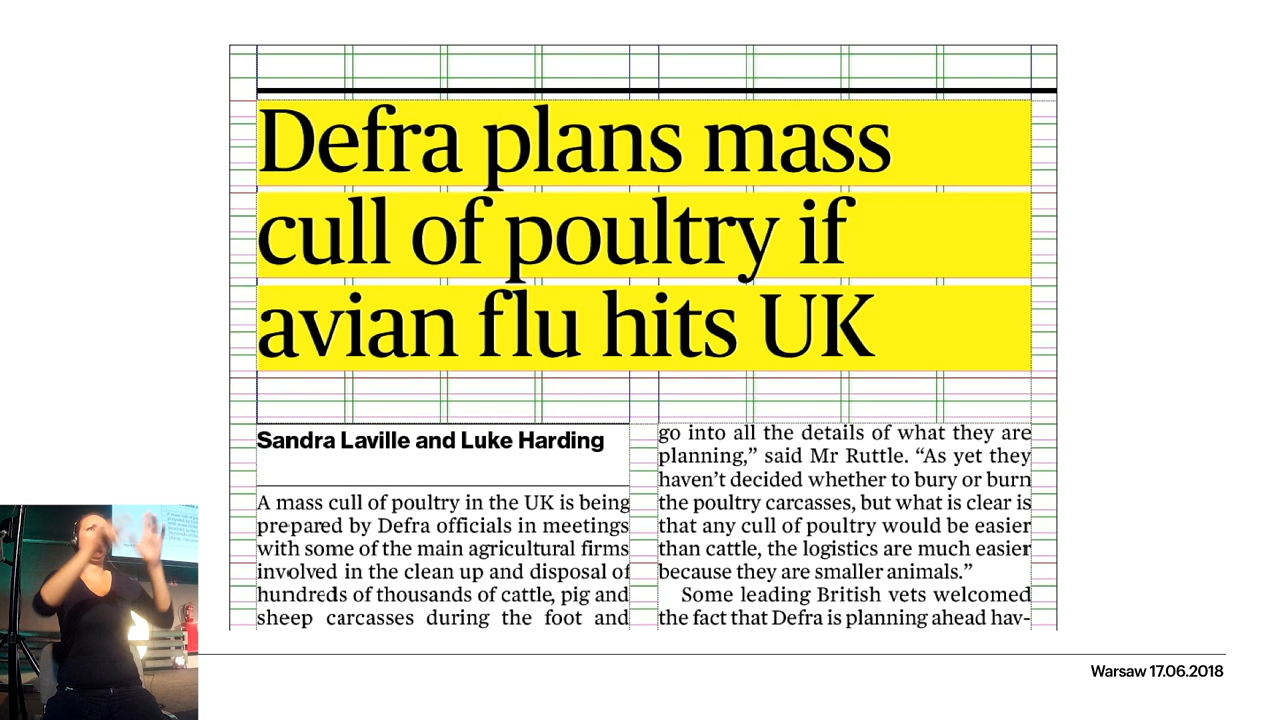 Defra plans mass
cull of poultry if
avian flu hits UK
Sandra Laville and Luke Harding
A mass cull of poultry in the UK is being
prepared by Defra officials in meetings
with some of the main agricultural firms
involved in the clean up and disposal of
hundreds of thousands of cattle, pig and
sheep carcasses during the foot and
go into all the details of what they are
planning,” said Mr Ruttle. “As yet they
haven’t decided whether to bury or burn
the poultry carcasses, but what is clear is
that any cull of poultry would be easier
than cattle, the logistics are much easier
because they are smaller animals.”
Some leading British vets welcomed
the fact that Defra is planning ahead hav-
Warsaw 17.06.2018